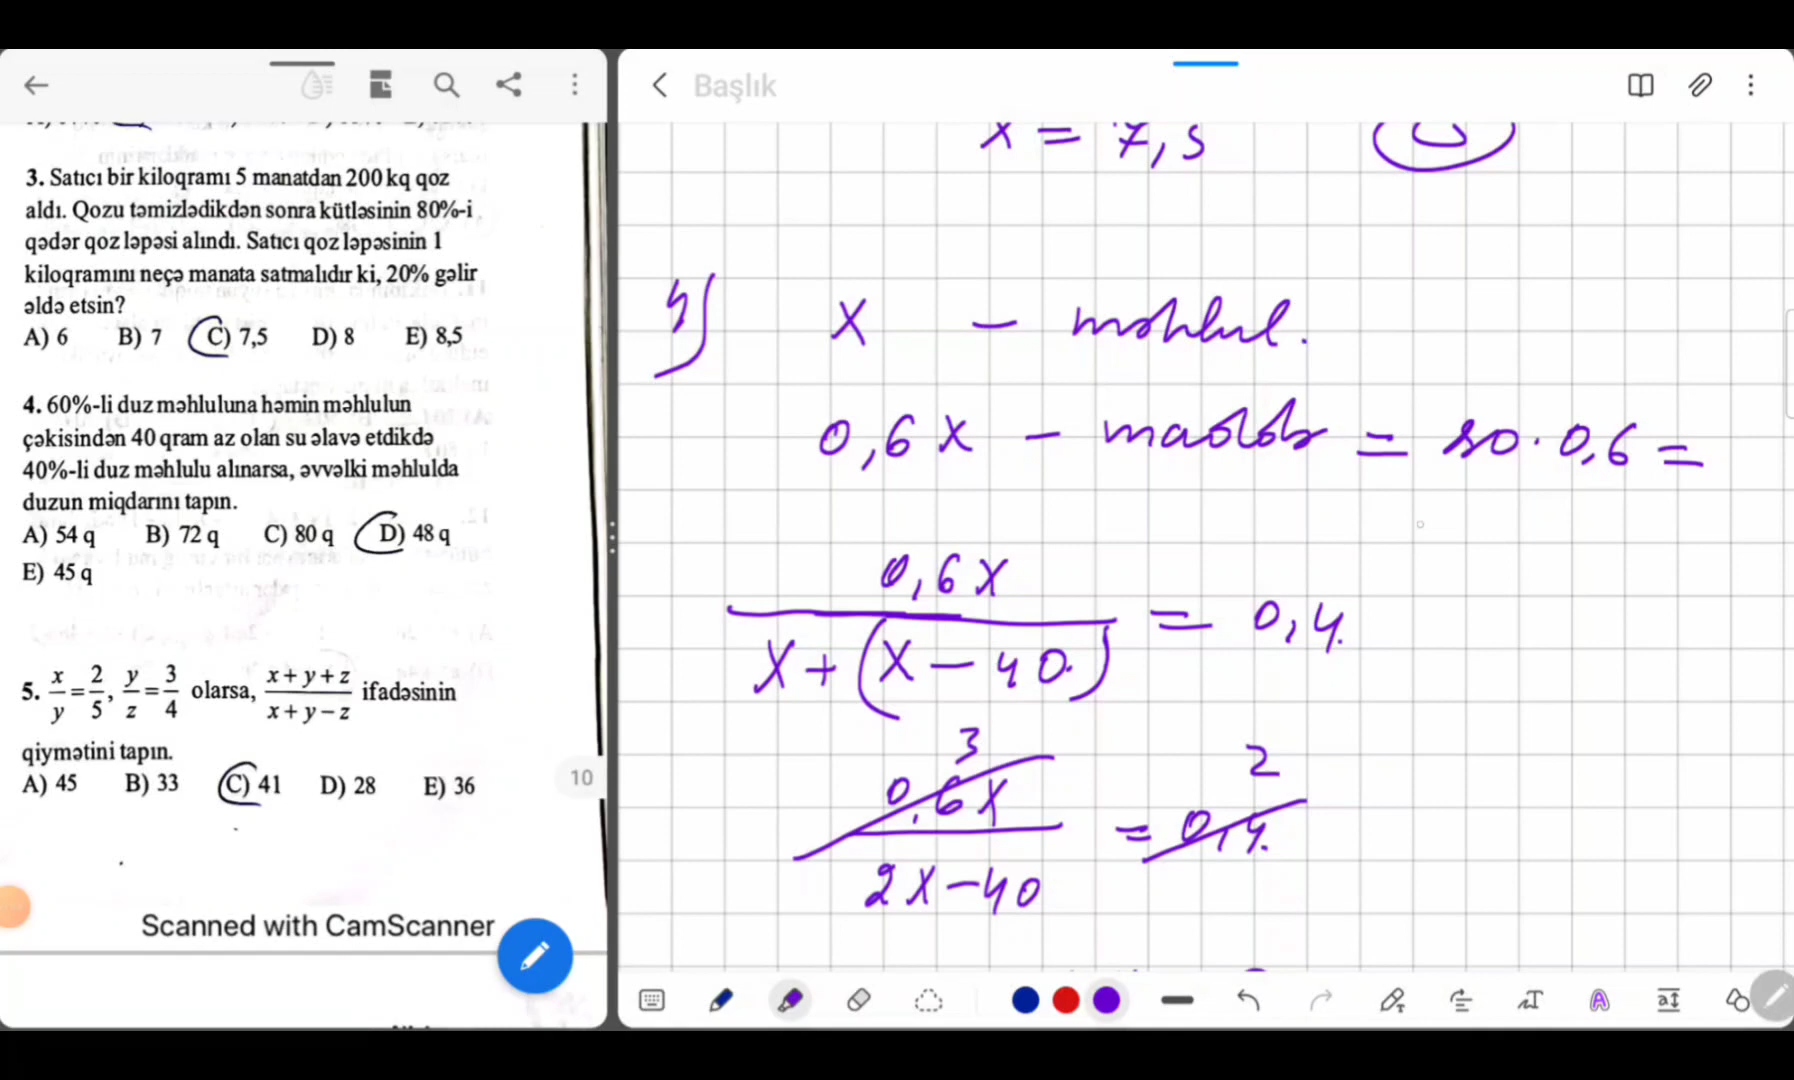 3. Satıcı bir kiloqramı 5 manatdan 200 kq qoz
aldı. Qozu təmizlədikdən sonra kütləsinin 80%-i
qədər qoz ləpəsi alındı. Satıcı qoz ləpəsinin 1
kiloqramını neçə manata satmalıdır ki, 20% gəlir
əldə etsin?
A) 6 B) 7 C) 7,5 D) 8 E) 8,5
4. 60%-li duz məhluluna həmin məhlulun
çəkisindən 40 qram az olan su əlavə etdikdə
40%-li duz məhlulu alınarsa, əvvəlki məhlulda
duzun miqdarını tapın.
A) 54 q B) 72 q C) 80 q D) 48 q
E) 45 q
5. x/y = 2/5, y/z = 3/4 olarsa, (x+y+z)/(x+y−z) ifadəsinin
qiymətini tapın.
A) 45 B) 33 C) 41 D) 28 E) 36
10
Scanned with CamScanner
Başlık
x = 7,5
4) x – məhlul.
0,6x – maddə = 80·0,6 =
0,6x
x+(x–40) = 0,4
3 2
0,6x = 0,4
2x–40